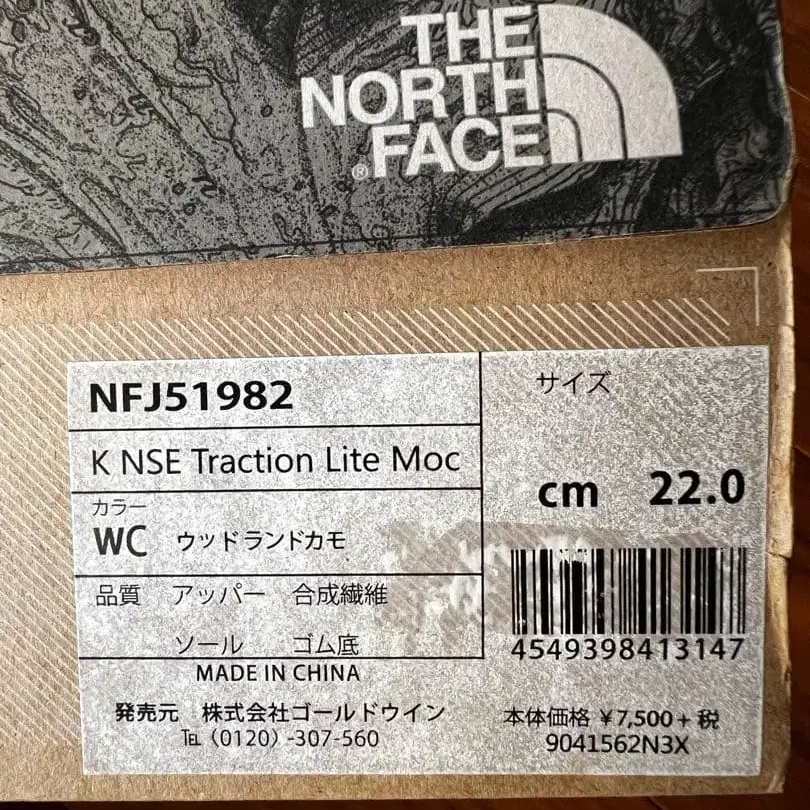 THE
NORTH
FACE
®
NFJ51982
K NSE Traction Lite Moc
カラー
WC ウッドランドカモ
品質 アッパー 合成繊維
ソール ゴム底
MADE IN CHINA
発売元 株式会社ゴールドウイン
℡ (0120) -307-560
サイズ
cm 22.0
4549398413147
本体価格 ¥7,500+税
9041562N3X